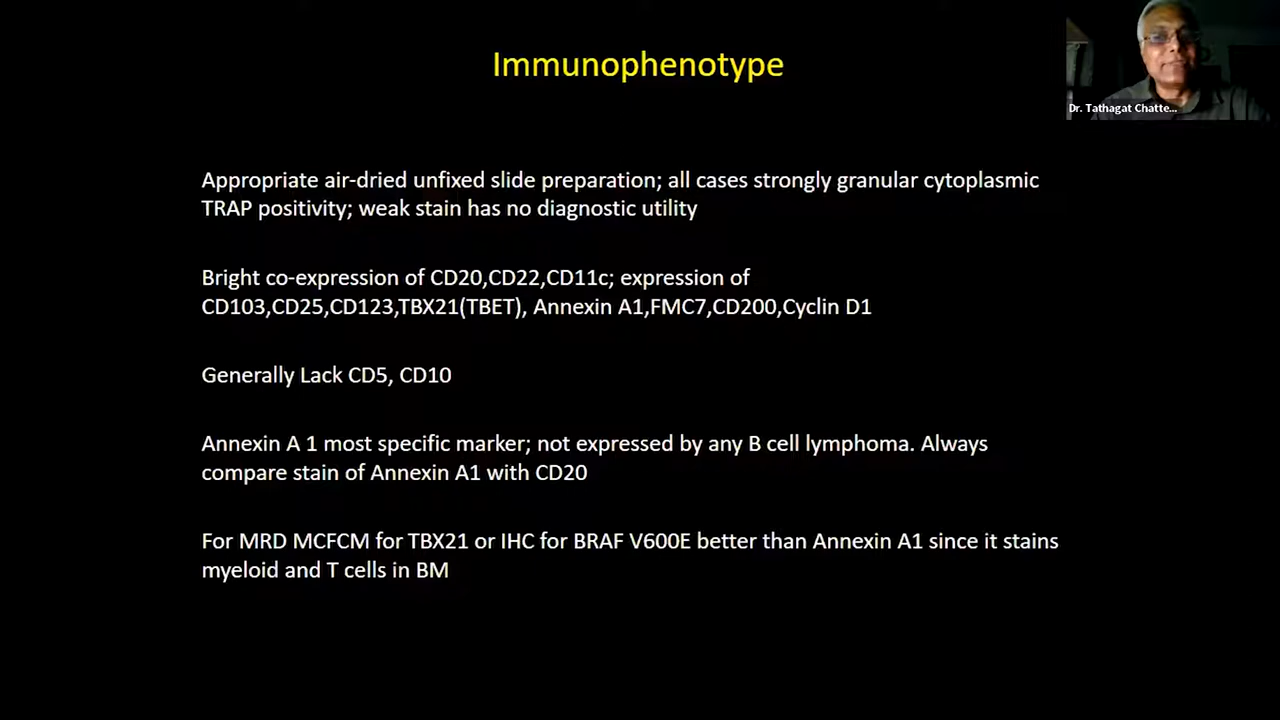 Immunophenotype
Dr. Tathagat Chatte...
Appropriate air-dried unfixed slide preparation; all cases strongly granular cytoplasmic
TRAP positivity; weak stain has no diagnostic utility
Bright co-expression of CD20,CD22,CD11c; expression of
CD103,CD25,CD123,TBX21(TBET), Annexin A1,FMC7,CD200,Cyclin D1
Generally Lack CD5, CD10
Annexin A 1 most specific marker; not expressed by any B cell lymphoma. Always
compare stain of Annexin A1 with CD20
For MRD MCFCM for TBX21 or IHC for BRAF V600E better than Annexin A1 since it stains
myeloid and T cells in BM